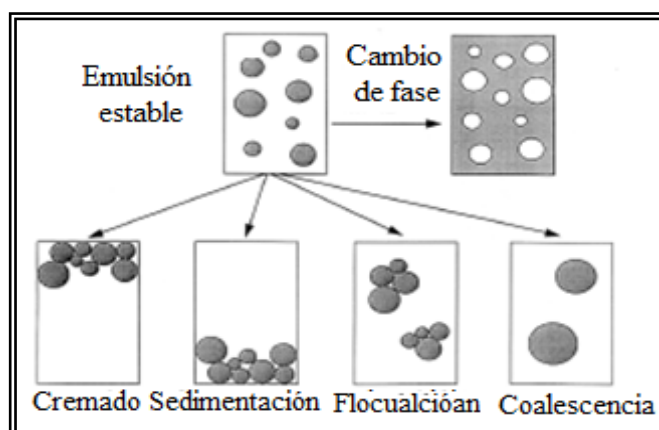 Emulsión
estable
Cambio
de fase
Cremado Sedimentación Flocualcióan Coalescencia